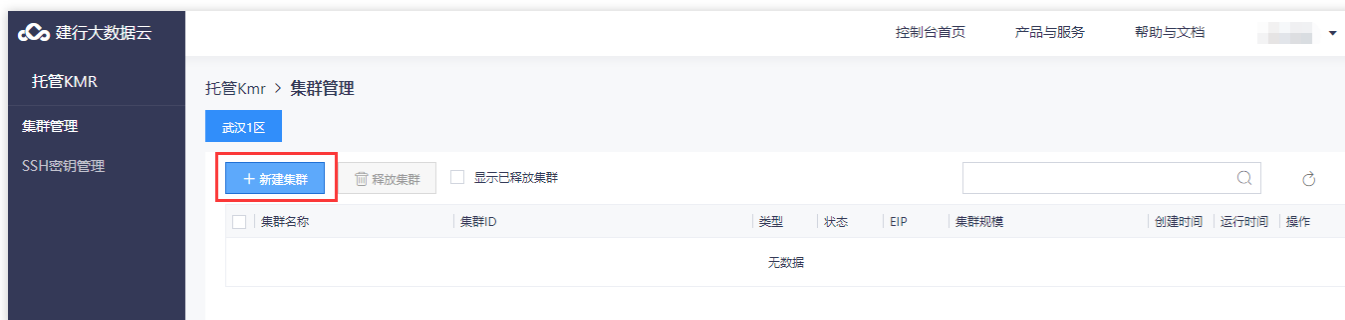 建行大数据云
控制台首页 产品与服务 帮助与文档
托管KMR
集群管理
SSH密钥管理
托管Kmr > 集群管理
武汉1区
+ 新建集群 释放集群 显示已释放集群
集群名称 集群ID 类型 状态 EIP 集群规模 创建时间 运行时间 操作
无数据